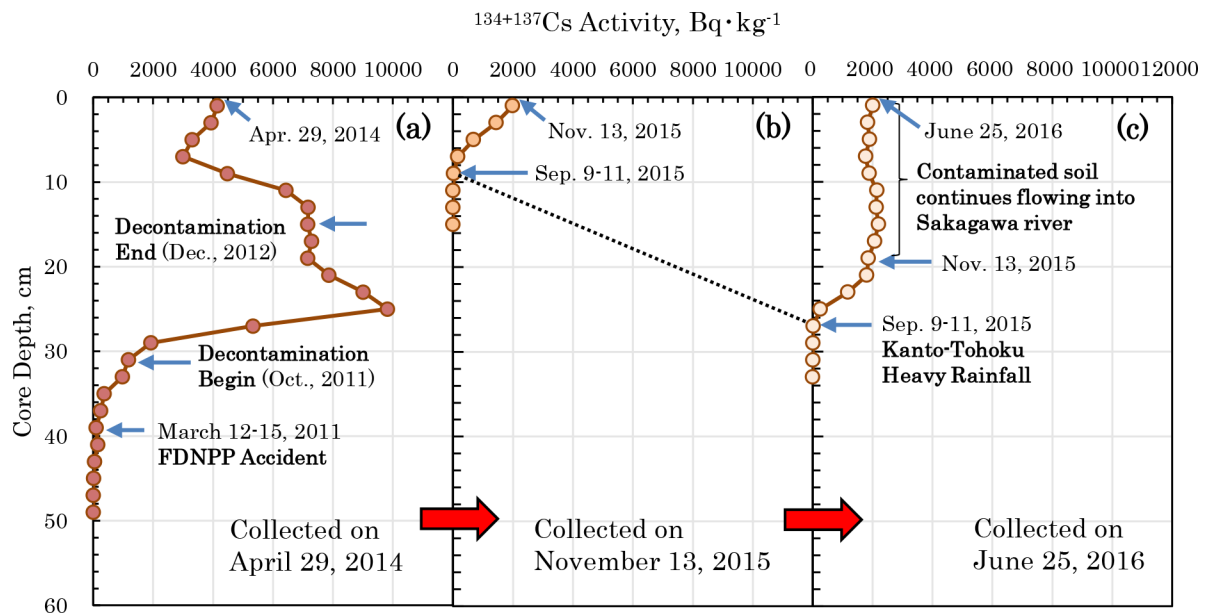 134+137Cs Activity, Bq·kg-1
0 2000 4000 6000 8000 10000
0 2000 4000 6000 8000 10000
0 2000 4000 6000 8000 10000 12000
Core Depth, cm
0
10
20
30
40
50
60
(a)
Apr. 29, 2014
Decontamination
End (Dec., 2012)
Decontamination
Begin (Oct., 2011)
March 12-15, 2011
FDNPP Accident
Collected on
April 29, 2014
(b)
Nov. 13, 2015
Sep. 9-11, 2015
Collected on
November 13, 2015
(c)
June 25, 2016
Contaminated soil
continues flowing into
Sakagawa river
Nov. 13, 2015
Sep. 9-11, 2015
Kanto-Tohoku
Heavy Rainfall
Collected on
June 25, 2016